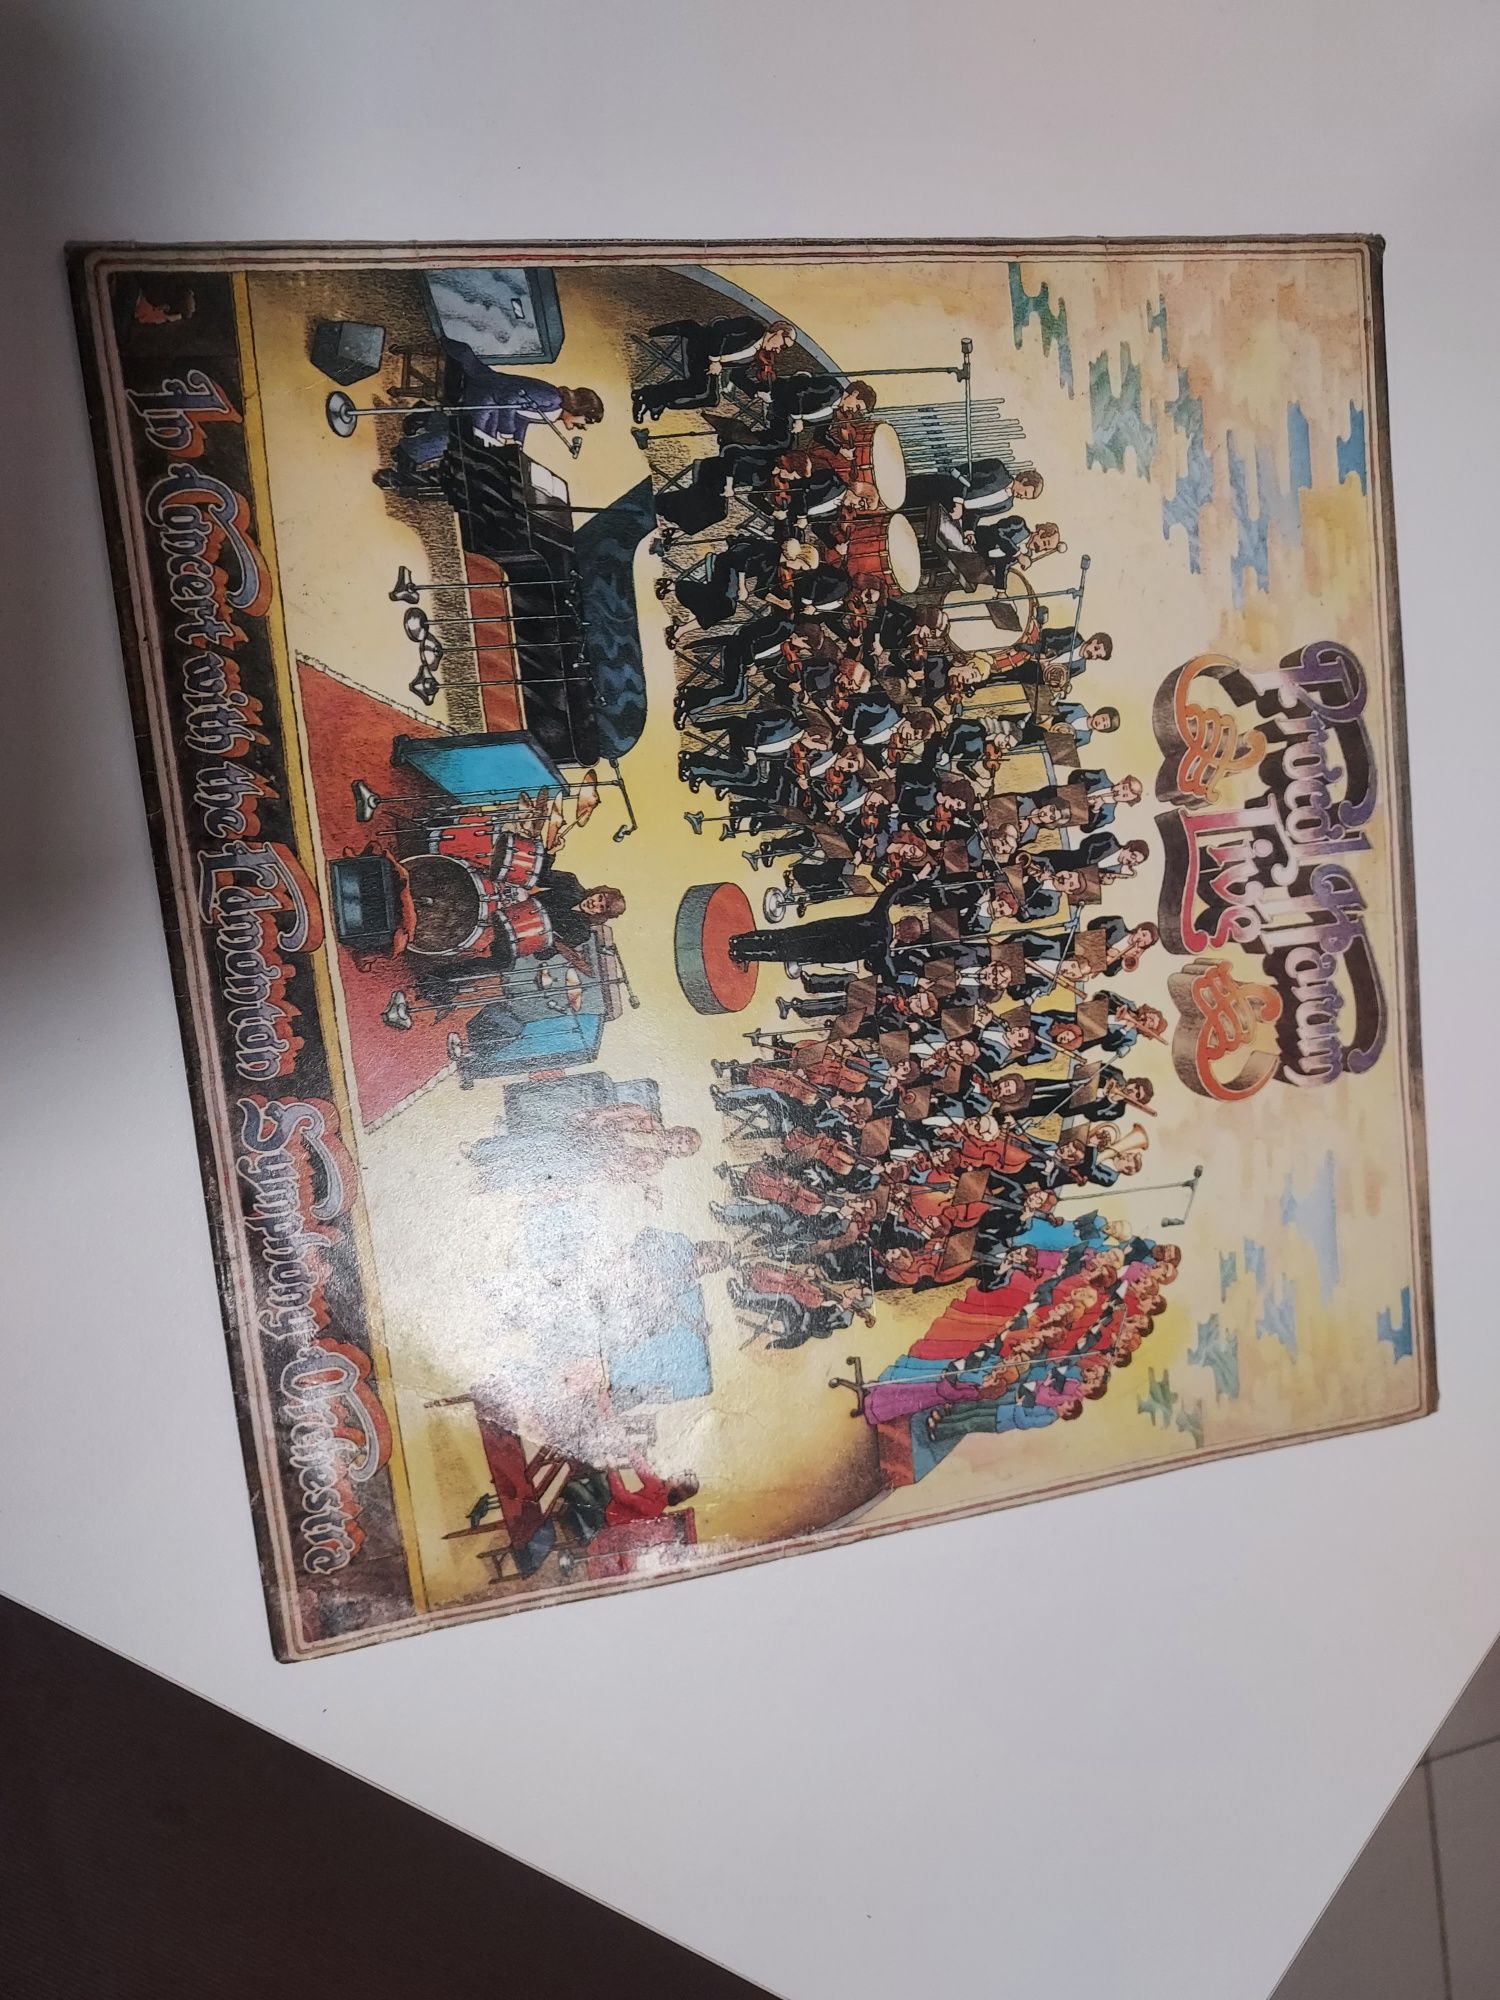 Procol Harum
Live
In Concert with the Edmonton Symphony Orchestra